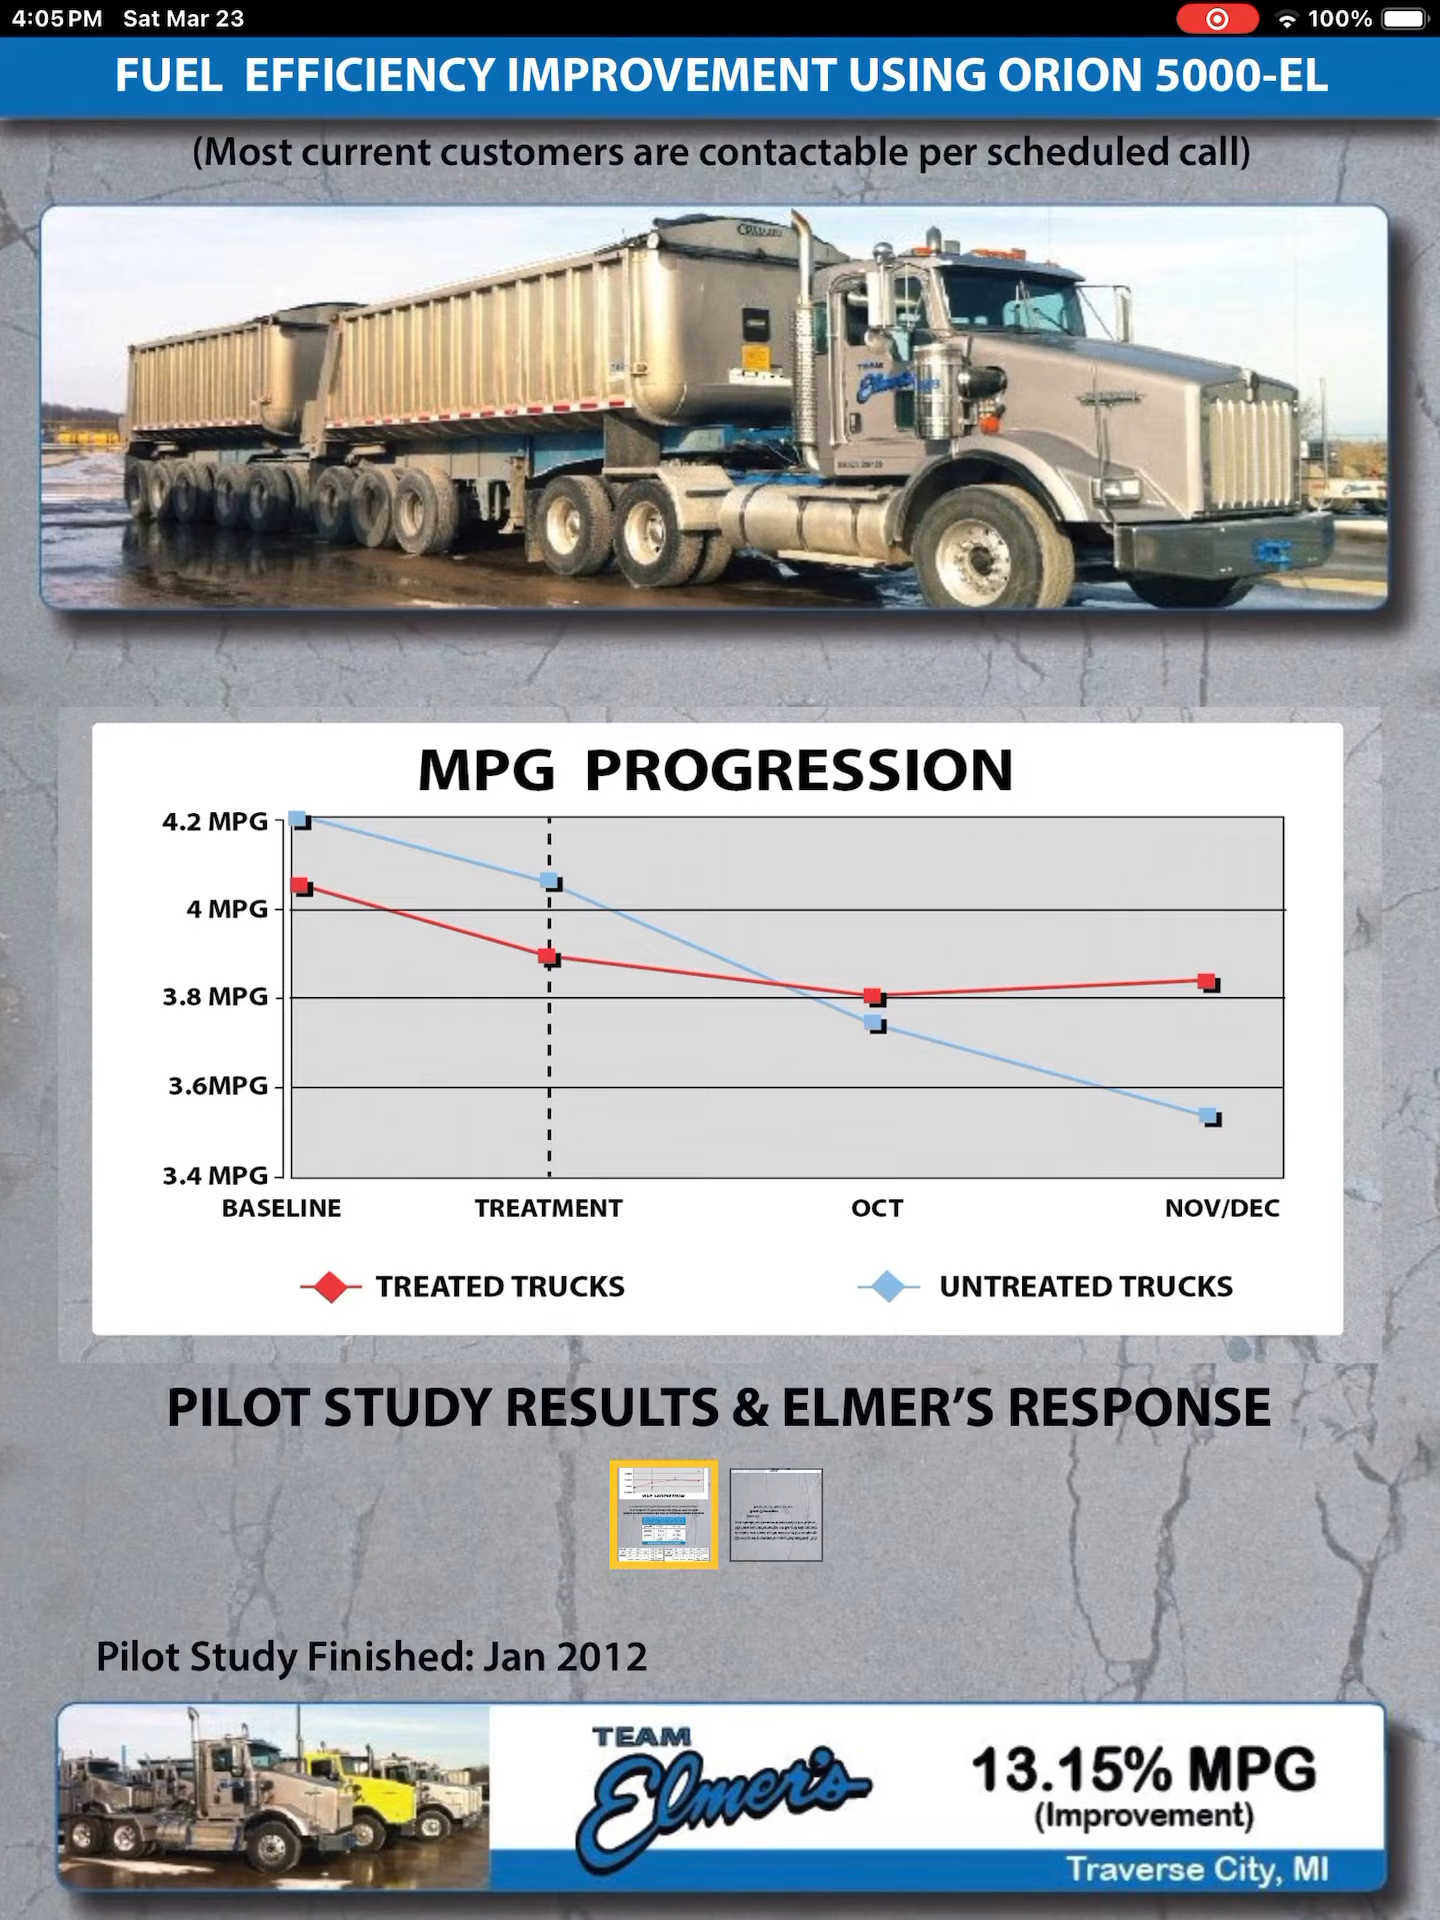 4:05 PM Sat Mar 23
100%
FUEL EFFICIENCY IMPROVEMENT USING ORION 5000-EL
(Most current customers are contactable per scheduled call)
TEAM
Elmer's
MPG PROGRESSION
4.2 MPG
4 MPG
3.8 MPG
3.6MPG
3.4 MPG
BASELINE TREATMENT OCT NOV/DEC
TREATED TRUCKS UNTREATED TRUCKS
PILOT STUDY RESULTS & ELMER'S RESPONSE
Pilot Study Finished: Jan 2012
TEAM
Elmer's
13.15% MPG
(Improvement)
Traverse City, MI